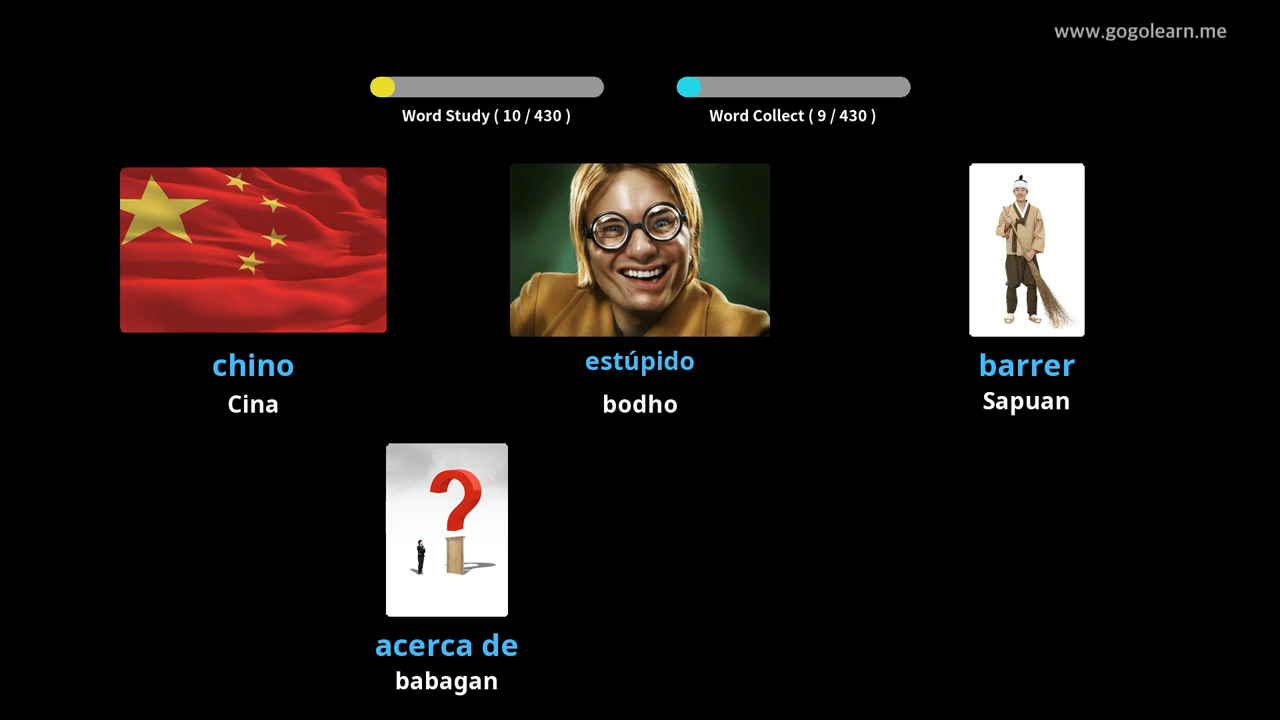 www.gogolearn.me
Word Study ( 10 / 430 )
Word Collect ( 9 / 430 )
chino
Cina
estúpido
bodho
barrer
Sapuan
acerca de
babagan